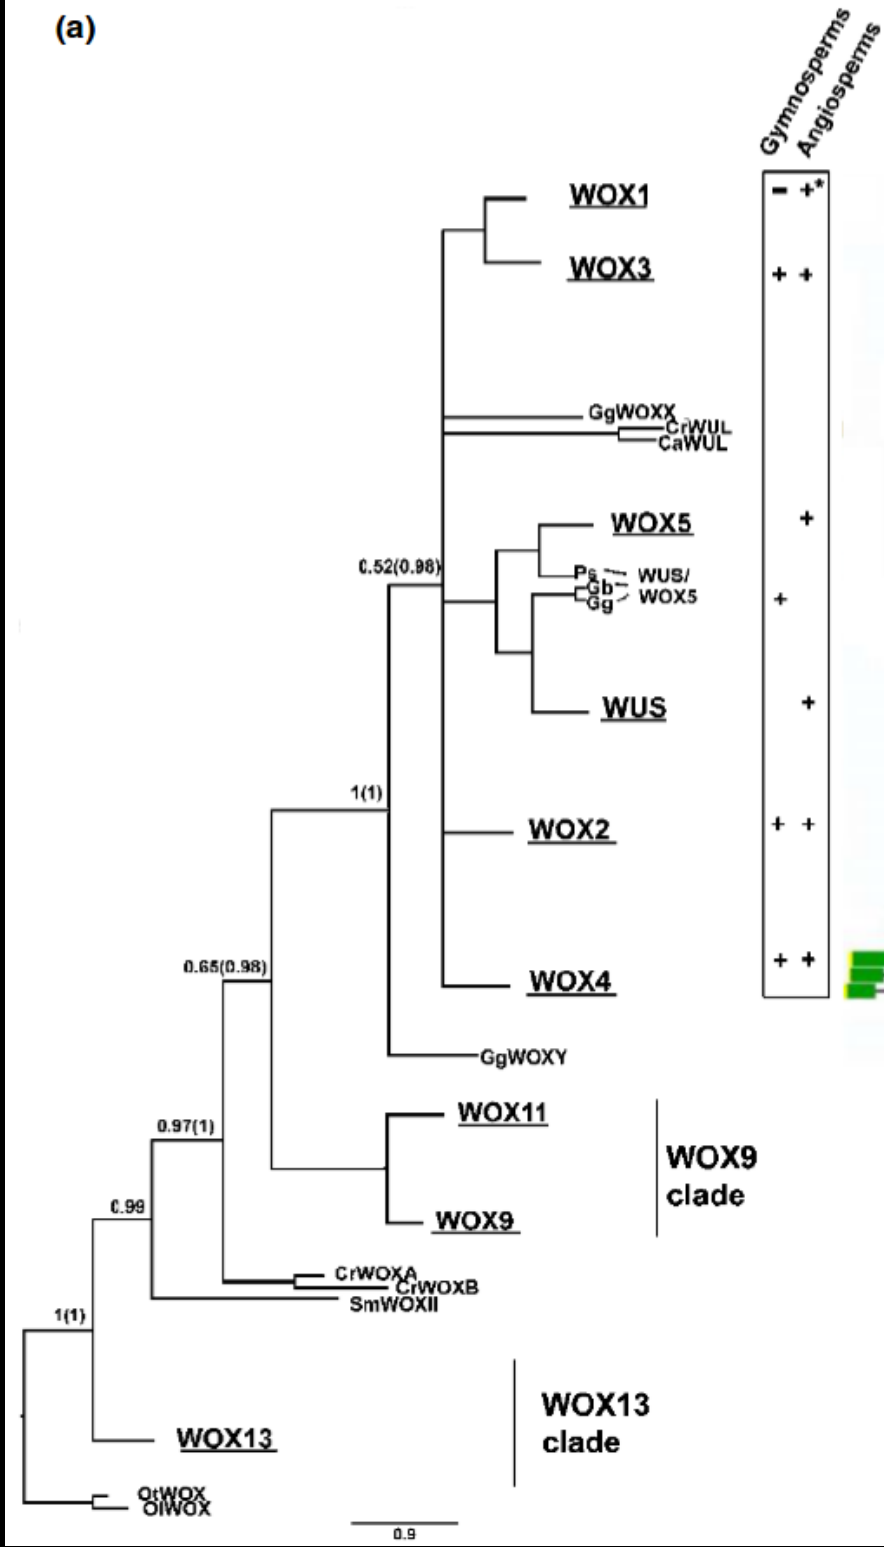 (a)
Gymnosperms
Angiosperms
WOX1
- +*
WOX3
+ +
GgWOXX
CrWUL
CaWUL
WOX5
+
0.52(0.98)
Ps
WUS/
Gb
WOX5
Gg
+
WUS
+
1(1)
WOX2
+ +
0.65(0.98)
WOX4
+ +
GgWOXY
WOX11
0.97(1)
WOX9
clade
WOX9
0.99
CrWOXA
CrWOXB
SmWOXII
1(1)
WOX13
clade
WOX13
OtWOX
OlWOX
0.9